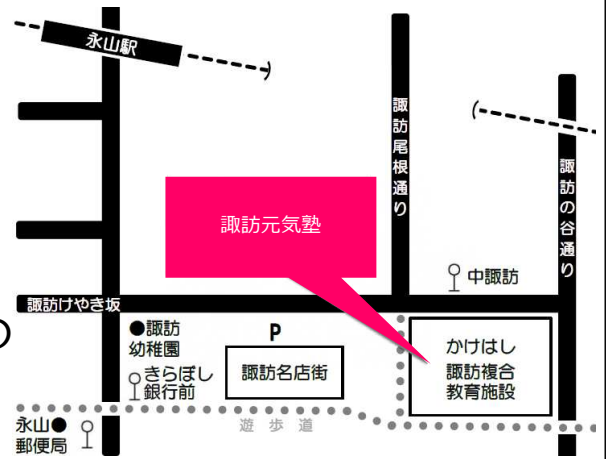 永山駅
諏訪尾根通り
諏訪の谷通り
諏訪元気塾
中諏訪
諏訪けやき坂
●諏訪
幼稚園
P
きらぼし
銀行前
諏訪名店街
かけはし
諏訪複合
教育施設
永山●
郵便局
遊歩道